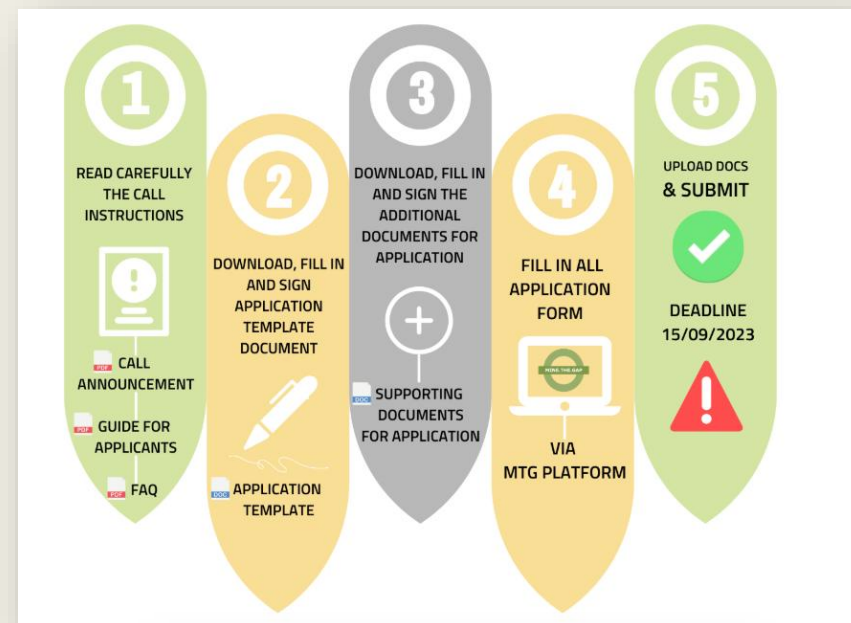 1
READ CAREFULLY
THE CALL
INSTRUCTIONS
PDF
CALL
ANNOUNCEMENT
PDF
GUIDE FOR
APPLICANTS
PDF
FAQ
2
DOWNLOAD, FILL IN
AND SIGN
APPLICATION
TEMPLATE
DOCUMENT
DOC
APPLICATION
TEMPLATE
3
DOWNLOAD, FILL IN
AND SIGN THE
ADDITIONAL
DOCUMENTS FOR
APPLICATION
DOC
SUPPORTING
DOCUMENTS
FOR APPLICATION
4
FILL IN ALL
APPLICATION
FORM
MIND THE GAP
VIA
MTG PLATFORM
5
UPLOAD DOCS
& SUBMIT
DEADLINE
15/09/2023